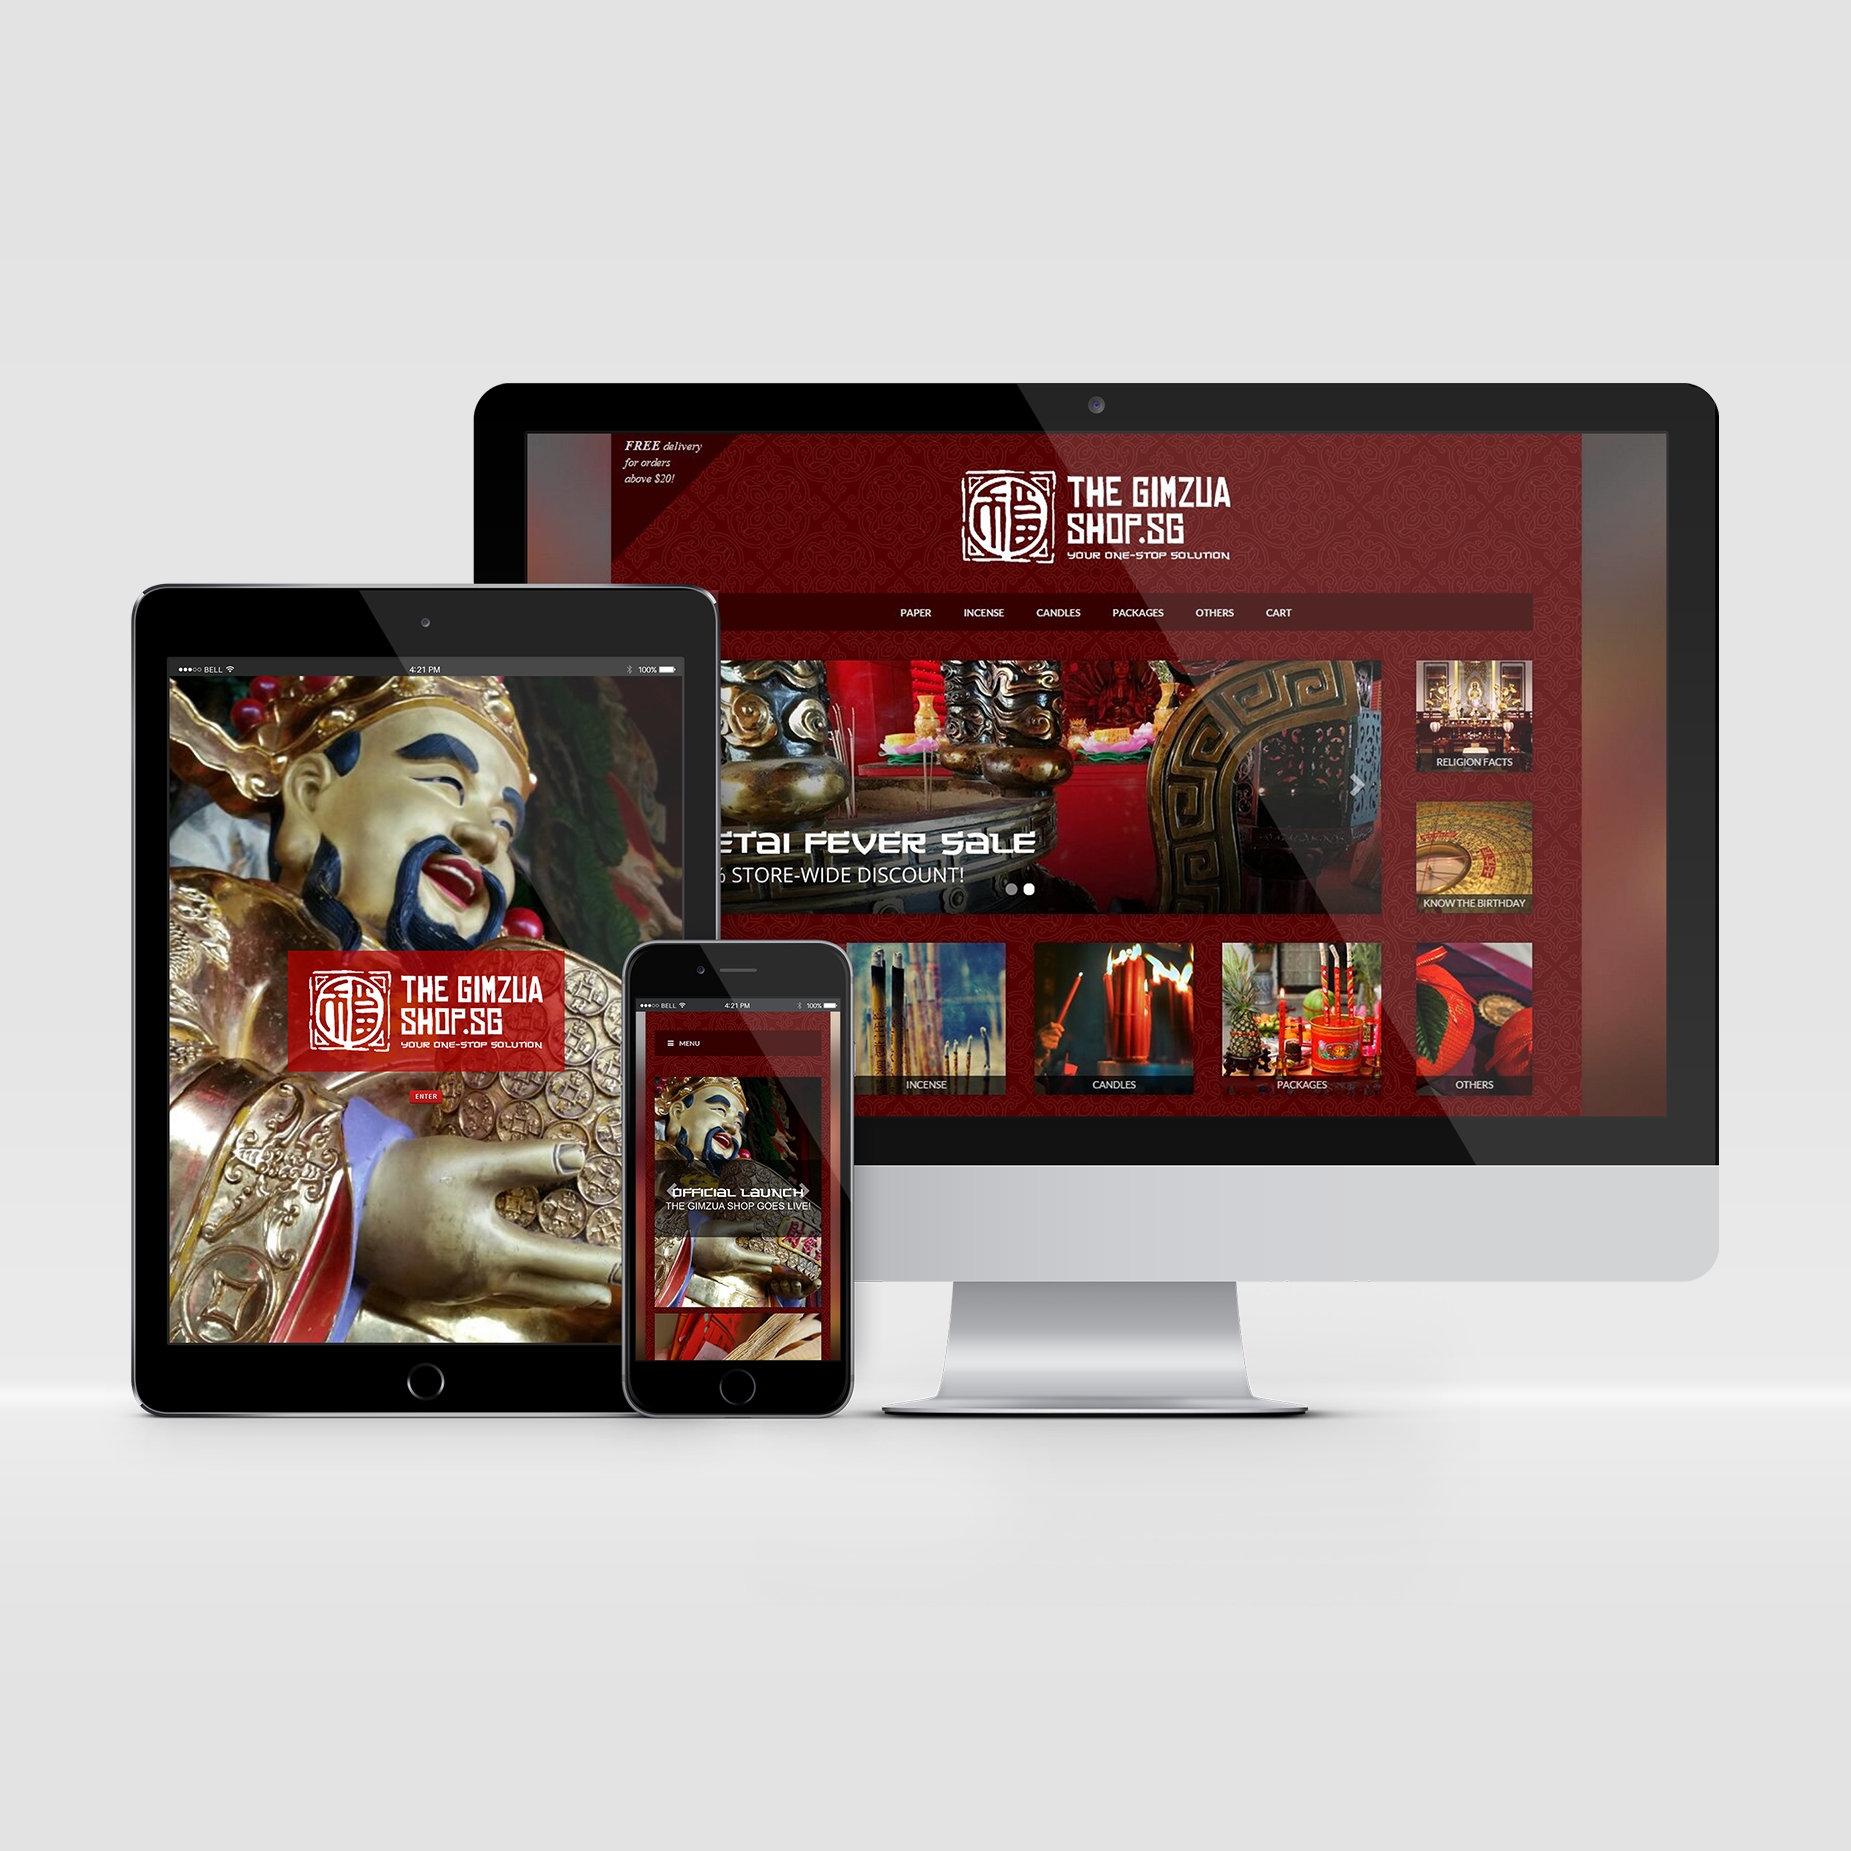 FREE delivery
for orders
above $20!
THE GIMZUA
SHOP.SG
YOUR ONE-STOP SOLUTION
PAPER INCENSE CANDLES PACKAGES OTHERS CART
FEVER SALE
STORE-WIDE DISCOUNT!
RELIGION FACTS
KNOW THE BIRTHDAY
INCENSE CANDLES PACKAGES OTHERS
BELL 4:21 PM 100%
THE GIMZUA
SHOP.SG
YOUR ONE-STOP SOLUTION
ENTER
BELL 4:21 PM 100%
MENU
OFFICIAL LAUNCH
THE GIMZUA SHOP GOES LIVE!